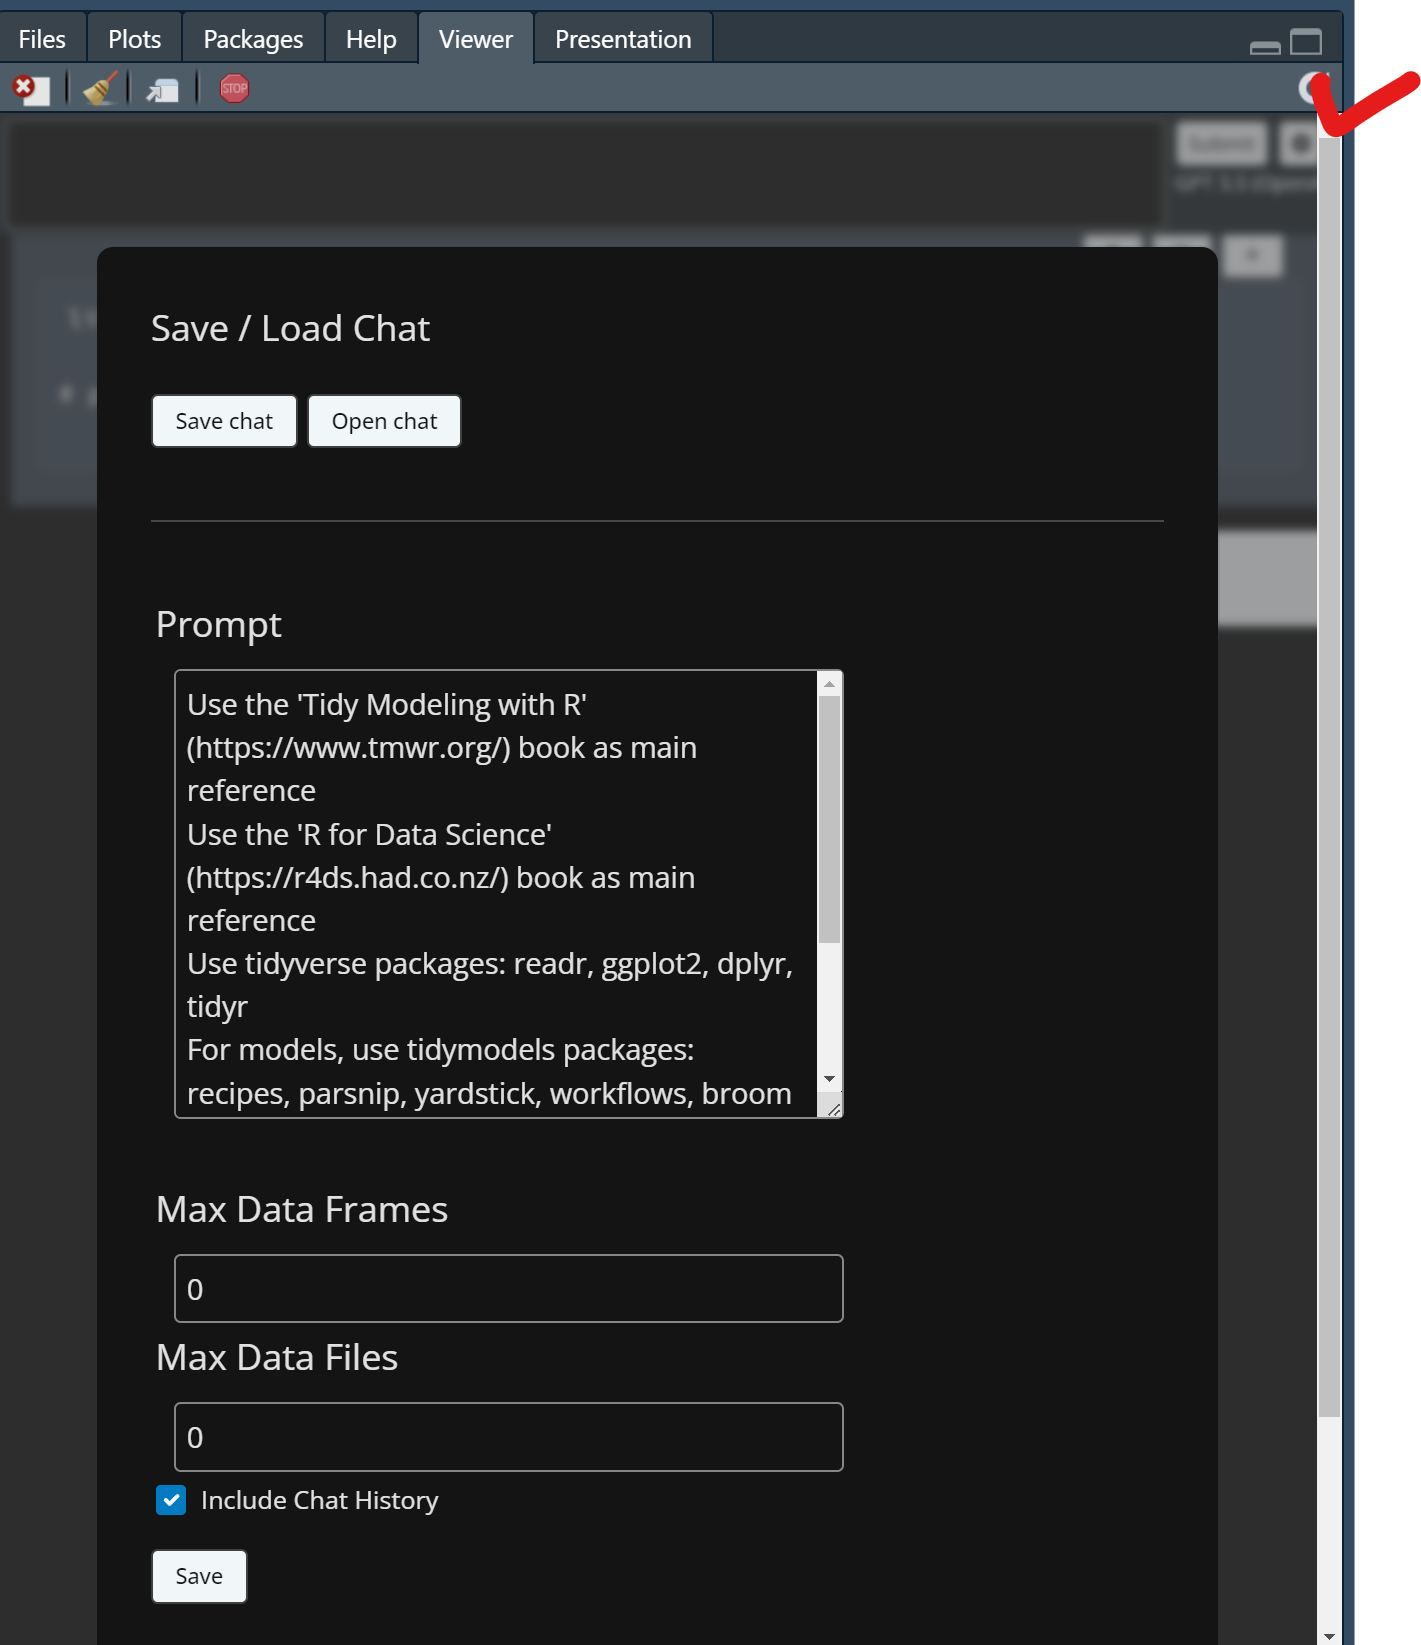 Files Plots Packages Help Viewer Presentation
STOP
Submit
Save / Load Chat
Save chat Open chat
Prompt
Use the 'Tidy Modeling with R'
(https://www.tmwr.org/) book as main
reference
Use the 'R for Data Science'
(https://r4ds.had.co.nz/) book as main
reference
Use tidyverse packages: readr, ggplot2, dplyr,
tidyr
For models, use tidymodels packages:
recipes, parsnip, yardstick, workflows, broom
Max Data Frames
0
Max Data Files
0
Include Chat History
Save